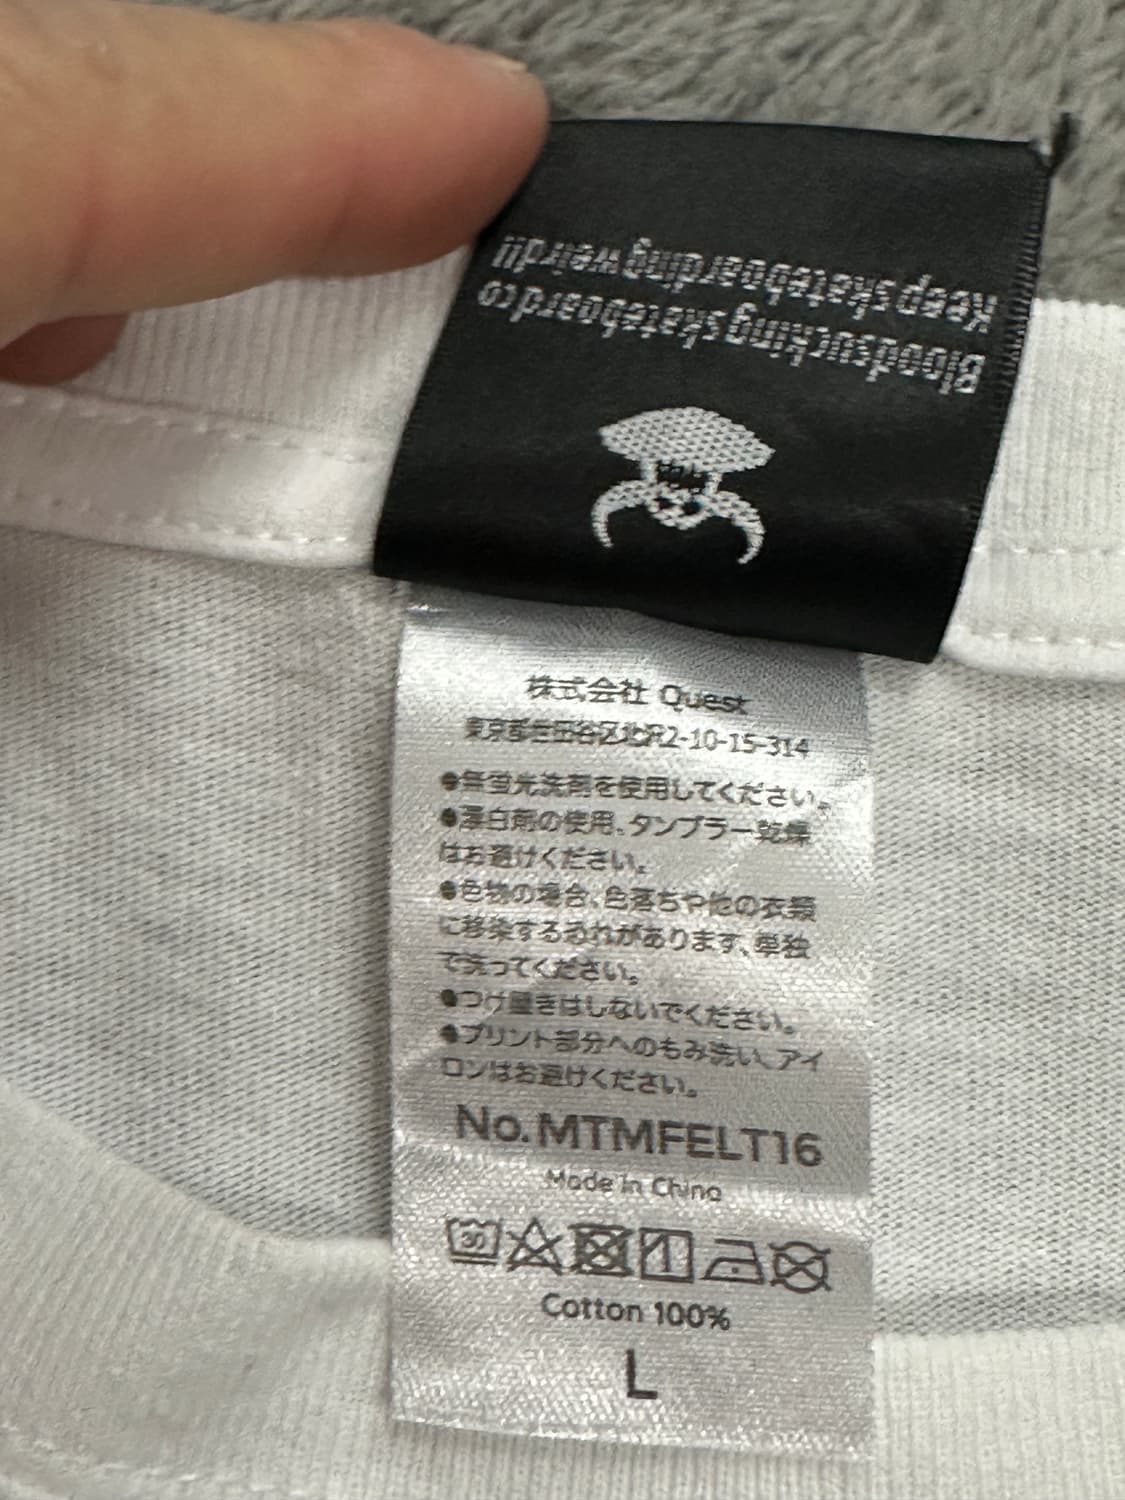 Bloodsucking skateboard co
Keep skateboarding weird!!
株式会社 Quest
東京都世田谷区北沢2-10-15-314
●無蛍光洗剤を使用してください。
●漂白剤の使用、タンブラー乾燥
はお避けください。
●色物の場合、色落ちや他の衣類
に移染する恐れがあります、単独
で洗ってください。
●つけ置きはしないでください。
●プリント部分へのもみ洗い、アイ
ロンはお避けください。
No. MTMFELT16
Made in China
30
Cotton 100%
L